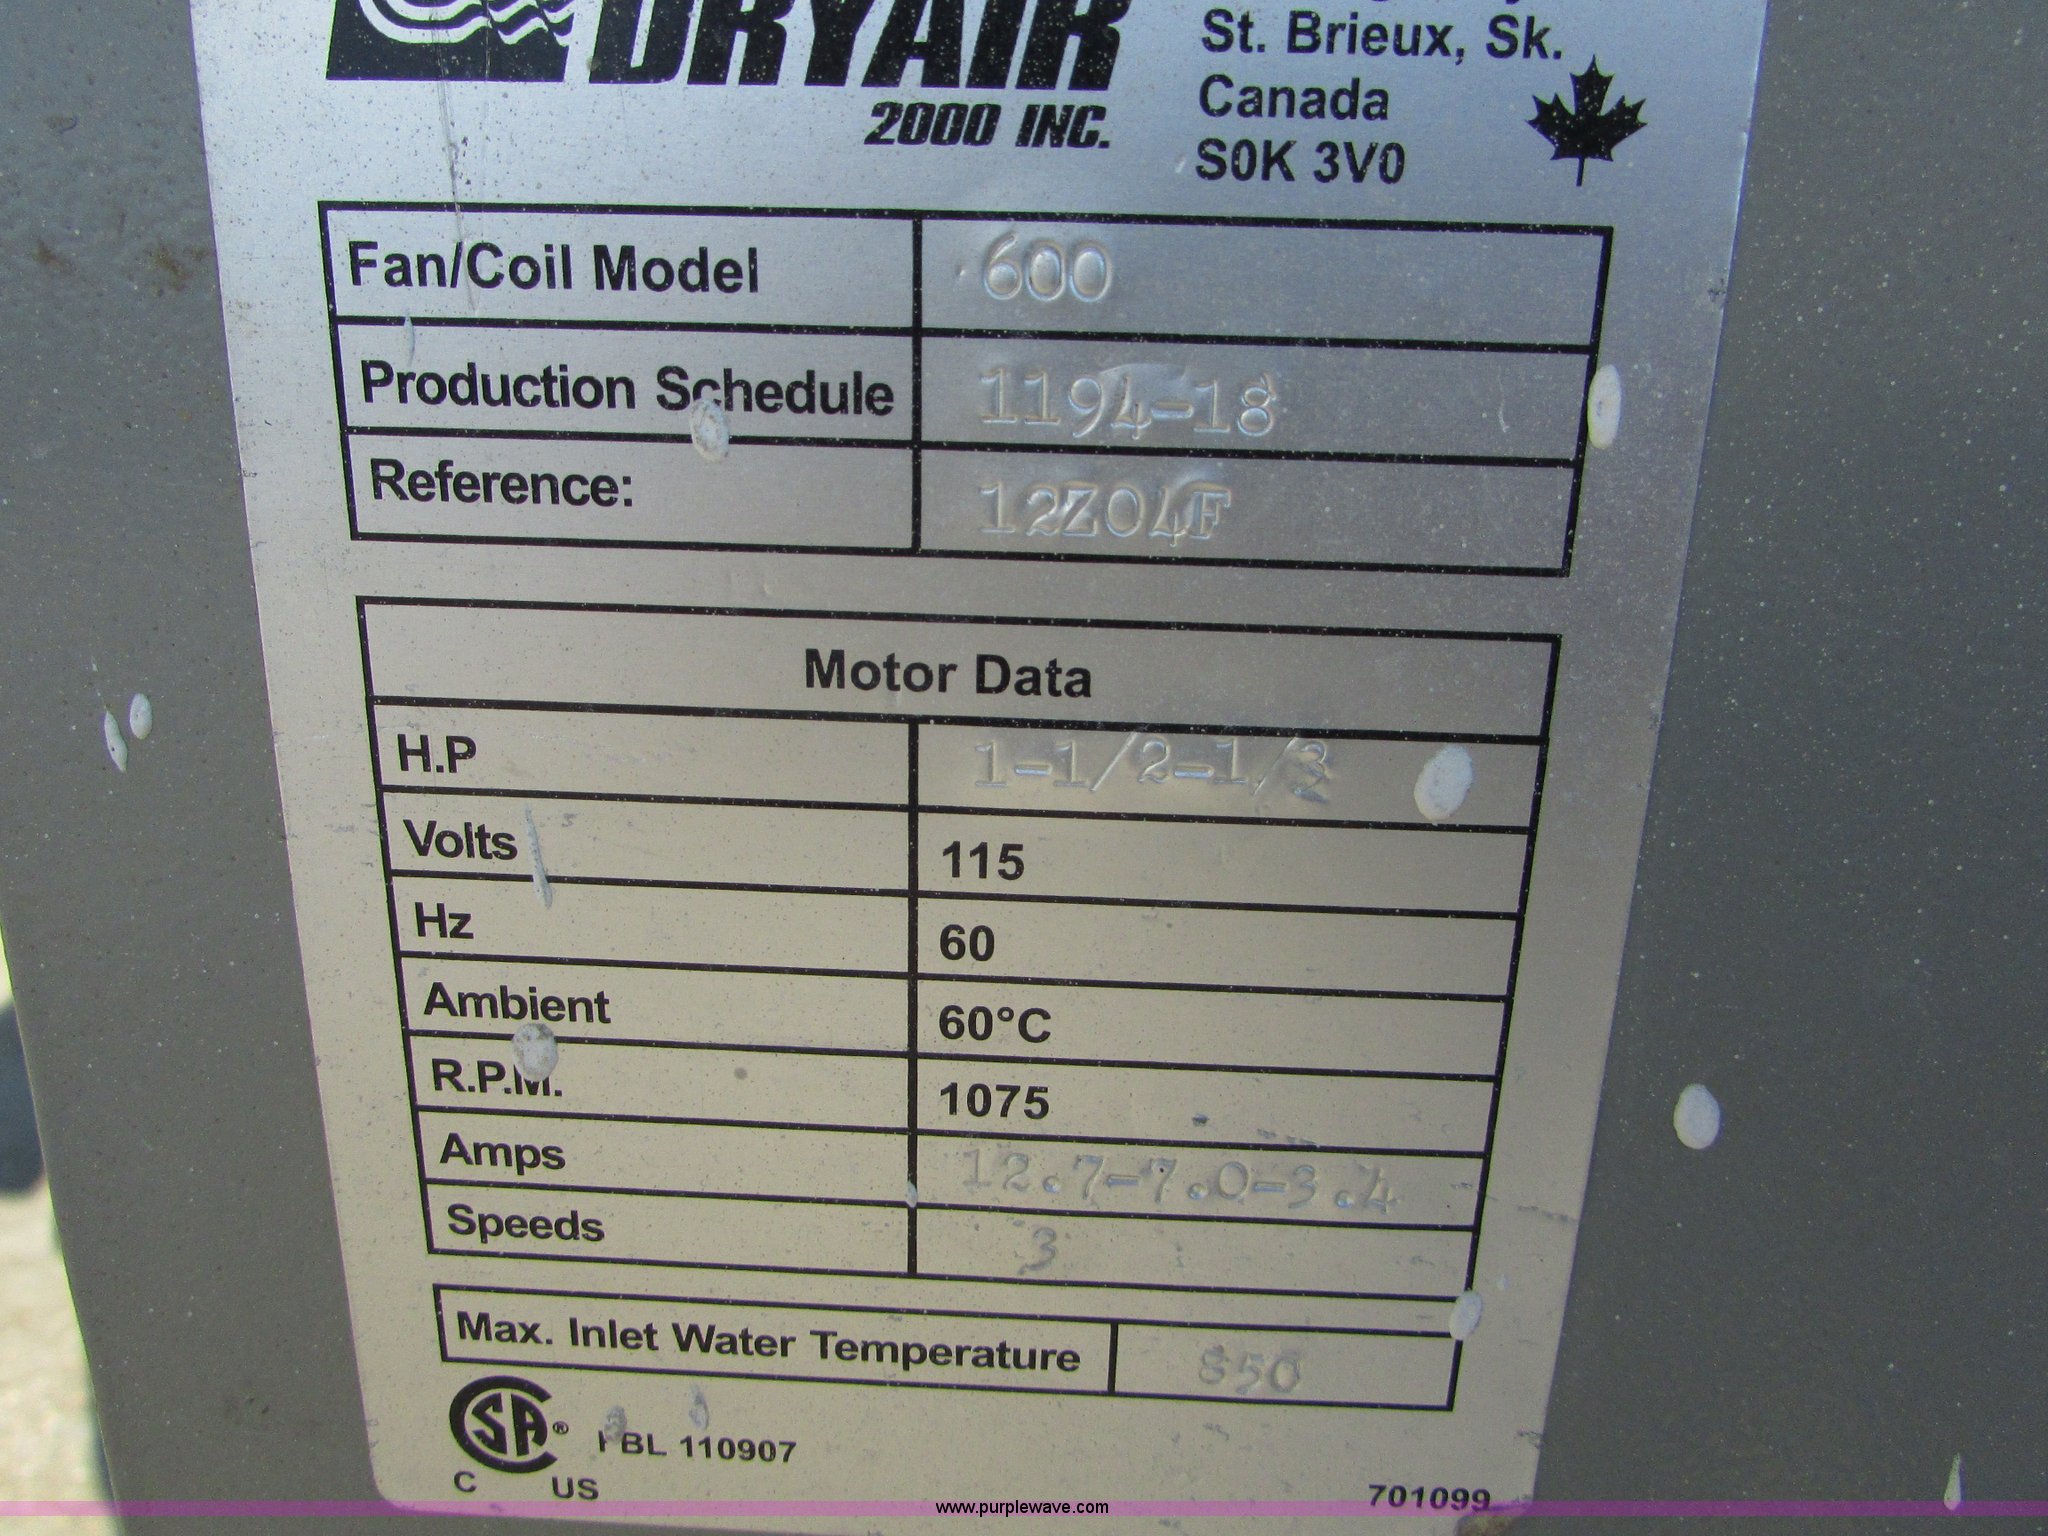 DRYAIR
2000 INC.
St. Brieux, Sk.
Canada
S0K 3V0
Fan/Coil Model 600
Production Schedule 1194-18
Reference: 12Z04F
Motor Data
H.P 1-1/2-1/3
Volts 115
Hz 60
Ambient 60°C
R.P.M. 1075
Amps 12.7-7.0-3.4
Speeds 3
Max. Inlet Water Temperature 850
CSA ® BL 110907
C US
701099
www.purplewave.com